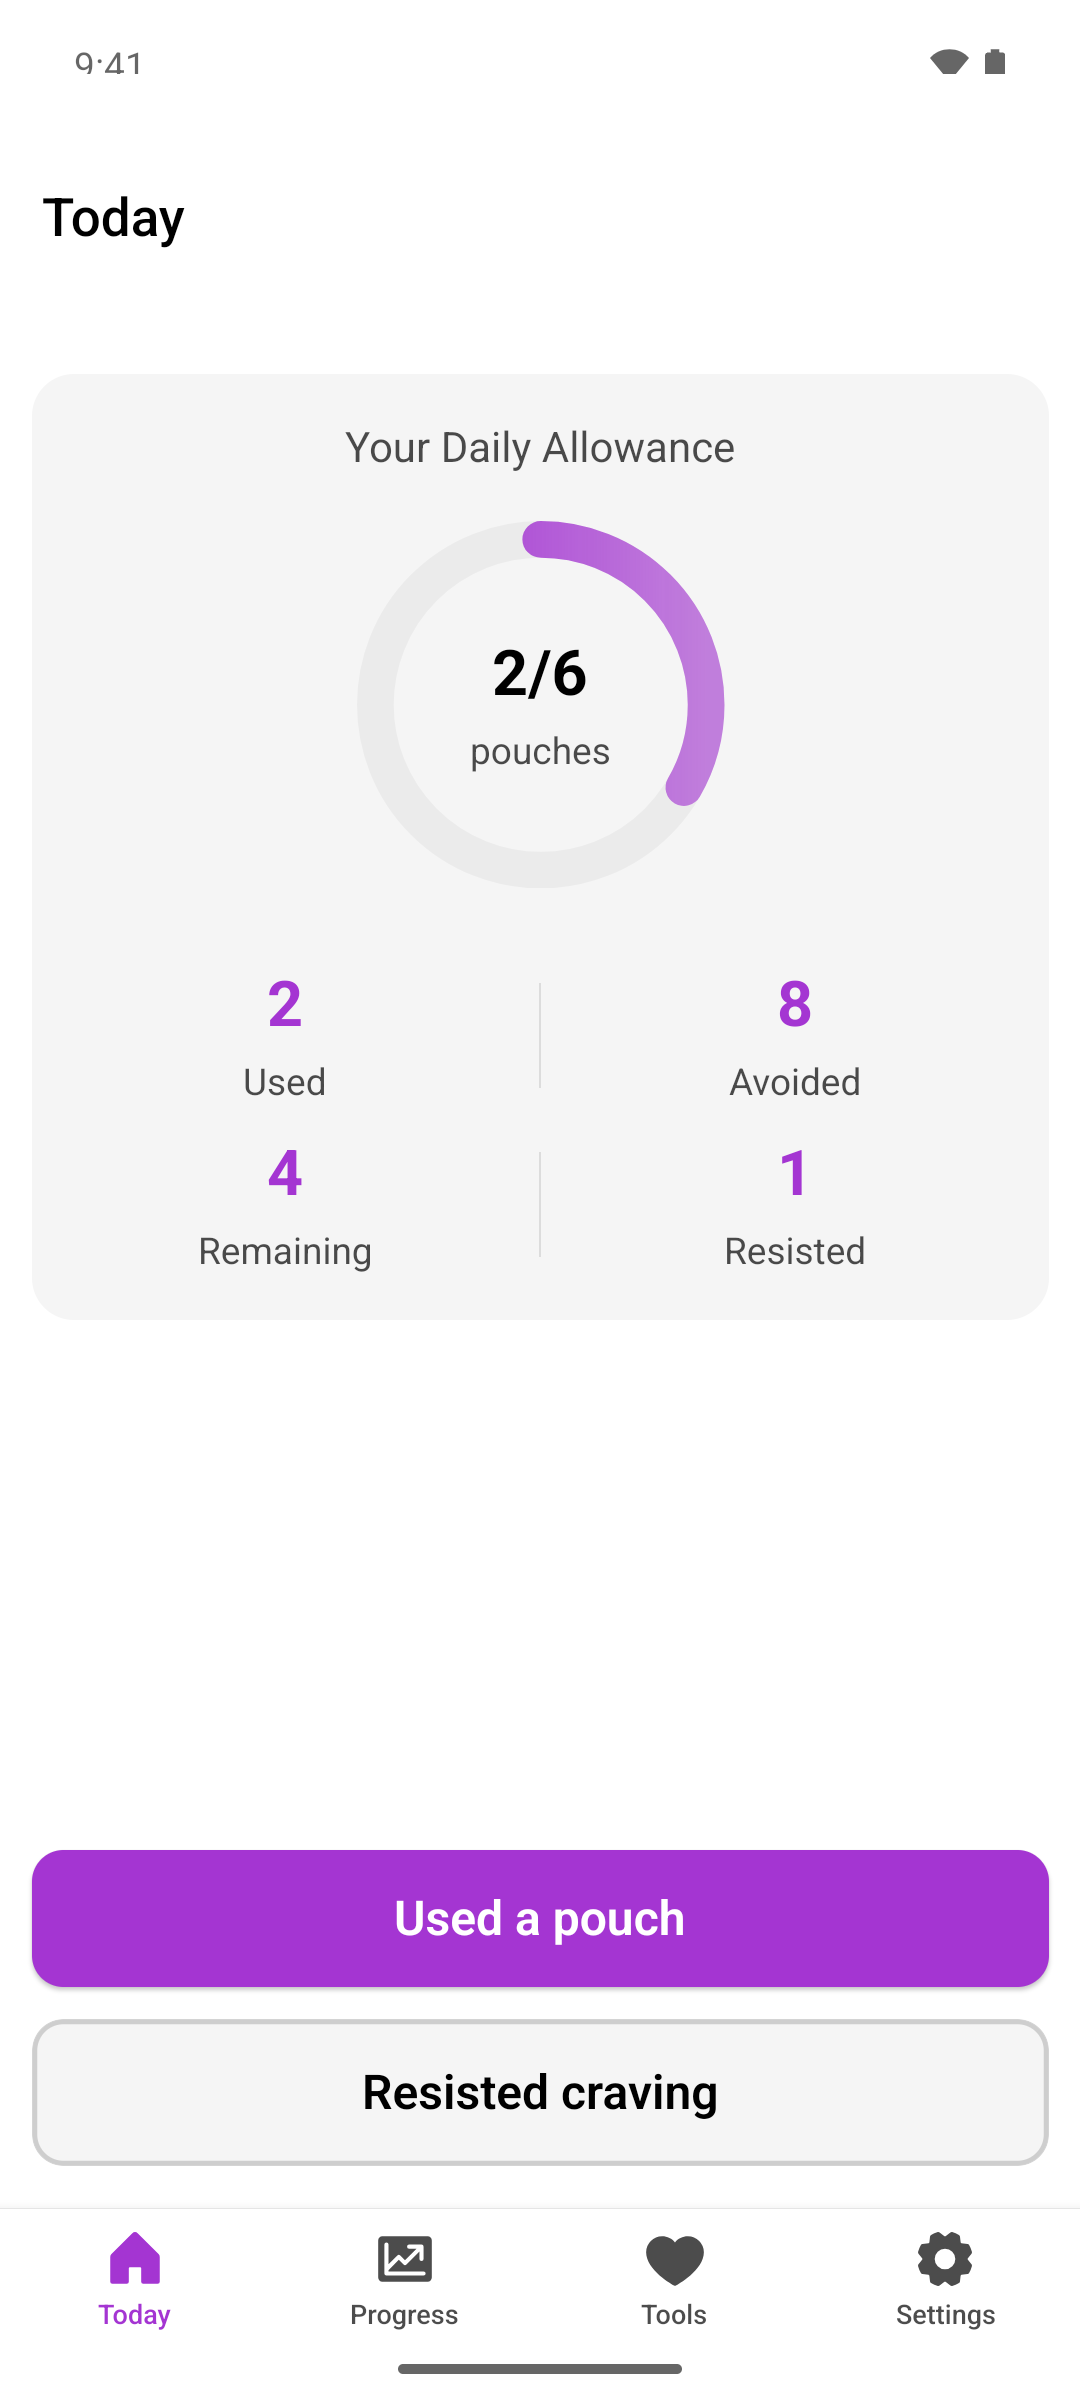 9:41
Today
Your Daily Allowance
2/6
pouches
2
Used
8
Avoided
4
Remaining
1
Resisted
Used a pouch
Resisted craving
Today
Progress
Tools
Settings